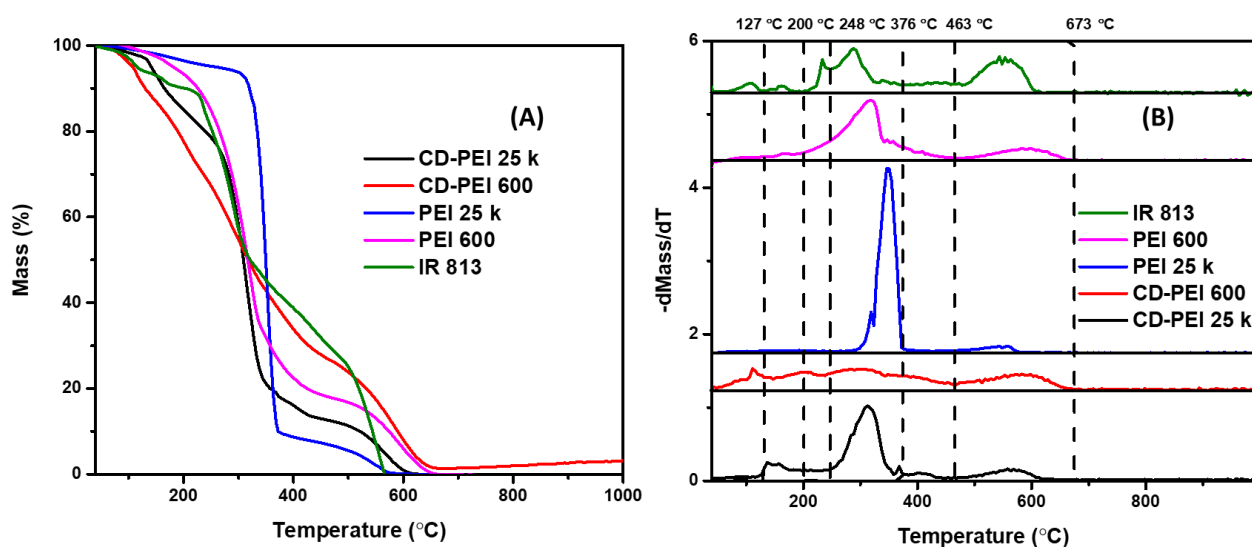 100
80
60
40
20
0
Mass (%)
(A)
CD-PEI 25 k
CD-PEI 600
PEI 25 k
PEI 600
IR 813
200
400
600
800
1000
Temperature (°C)
127 °C 200 °C 248 °C 376 °C 463 °C 673 °C
-6
4
2
0
-dMass/dT
(B)
IR 813
PEI 600
PEI 25 k
CD-PEI 600
CD-PEI 25 k
200
400
600
800
Temperature (°C)